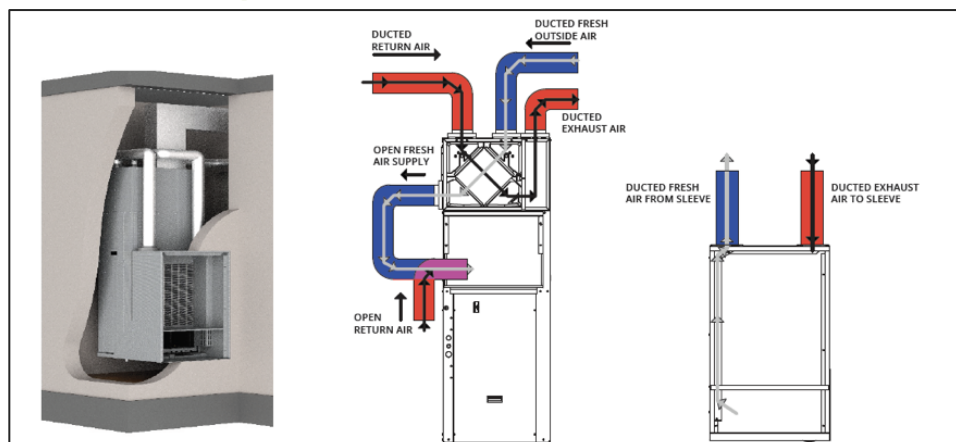 DUCTED
RETURN AIR
DUCTED FRESH
OUTSIDE AIR
DUCTED
EXHAUST AIR
OPEN FRESH
AIR SUPPLY
OPEN
RETURN AIR
DUCTED FRESH
AIR FROM SLEEVE
DUCTED EXHAUST
AIR TO SLEEVE